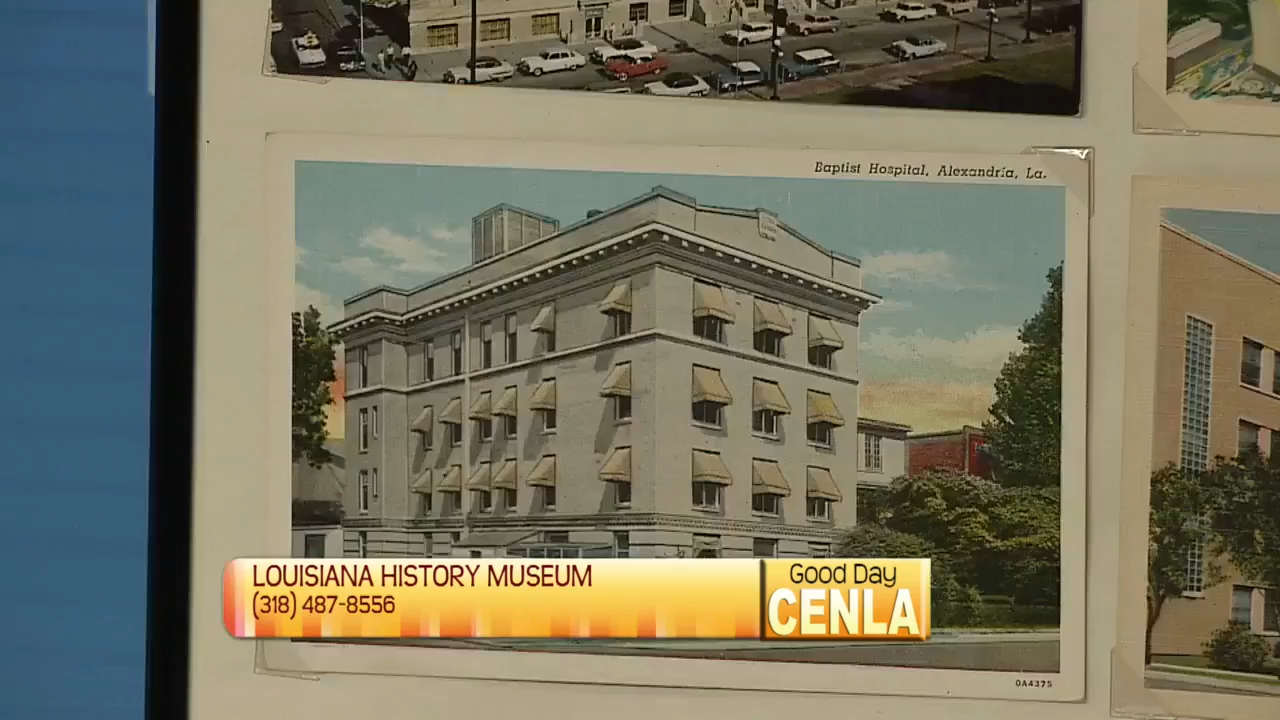 Baptist Hospital, Alexandria, La.
LOUISIANA HISTORY MUSEUM
(318) 487-8556
Good Day
CENLA
0A4375